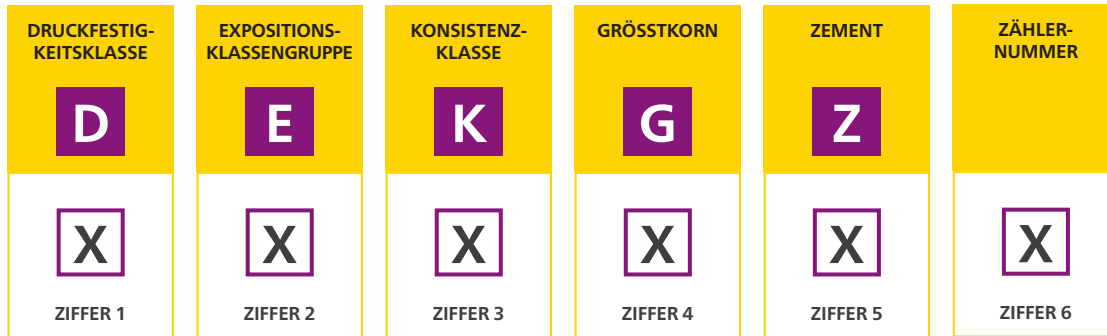 DRUCKFESTIG-
KEITSKLASSE
D
X
ZIFFER 1
EXPOSITIONS-
KLASSENGRUPPE
E
X
ZIFFER 2
KONSISTENZ-
KLASSE
K
X
ZIFFER 3
GRÖSSTKORN
G
X
ZIFFER 4
ZEMENT
Z
X
ZIFFER 5
ZÄHLER-
NUMMER
X
ZIFFER 6